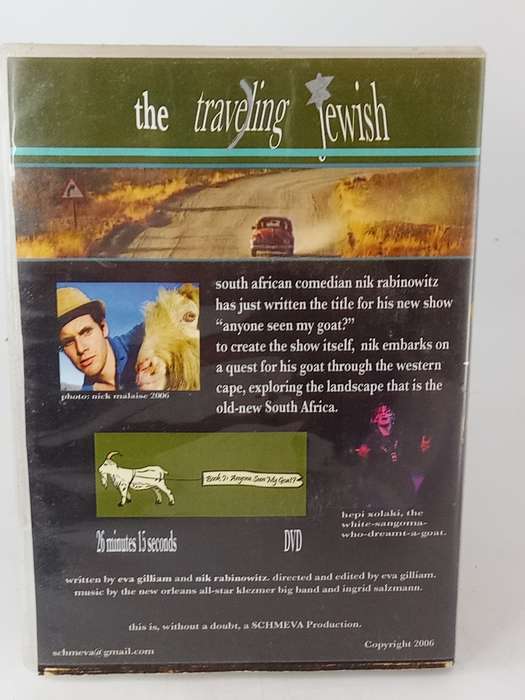 the traveling jewish
south african comedian nik rabinowitz
has just written the title for his new show
"anyone seen my goat?"
to create the show itself, nik embarks on
a quest for his goat through the western
cape, exploring the landscape that is the
old-new South Africa.
photo: nick malaise 2006
Book 2: Anyone Seen My Goat?
hepi xolaki, the
white-sangoma-
who-dreamt-a-goat.
26 minutes 15 seconds
DVD
written by eva gilliam and nik rabinowitz. directed and edited by eva gilliam.
music by the new orleans all-star klezmer big band and ingrid salzmann.
this is, without a doubt, a SCHMEVA Production.
schmeva@gmail.com
Copyright 2006